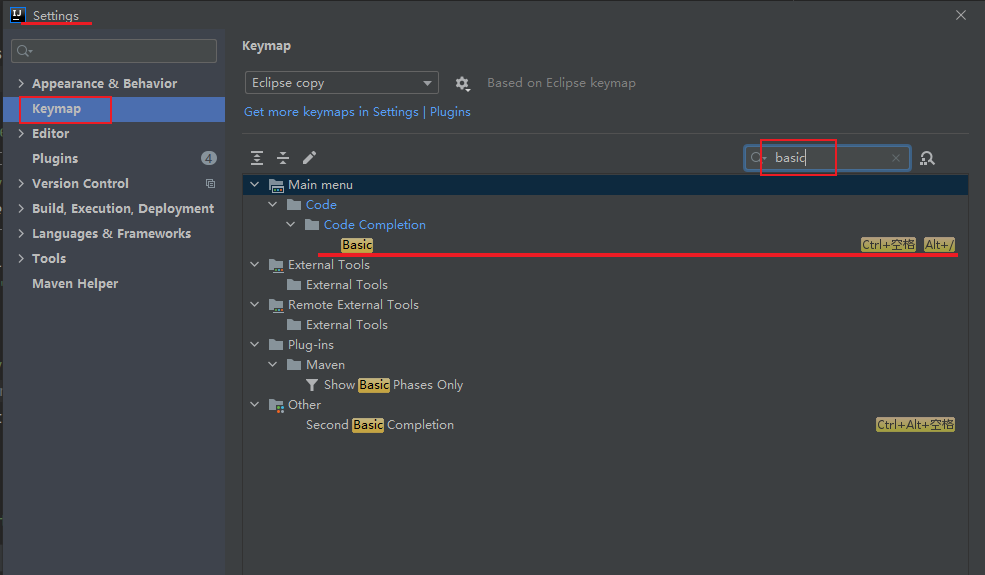 IJ Settings
Keymap
Appearance & Behavior
Keymap
Editor
Plugins 4
Version Control
Build, Execution, Deployment
Languages & Frameworks
Tools
Maven Helper
Eclipse copy Based on Eclipse keymap
Get more keymaps in Settings | Plugins
basic
Main menu
Code
Code Completion
Basic Ctrl+空格 Alt+/
External Tools
External Tools
Remote External Tools
External Tools
Plug-ins
Maven
Show Basic Phases Only
Other
Second Basic Completion Ctrl+Alt+空格